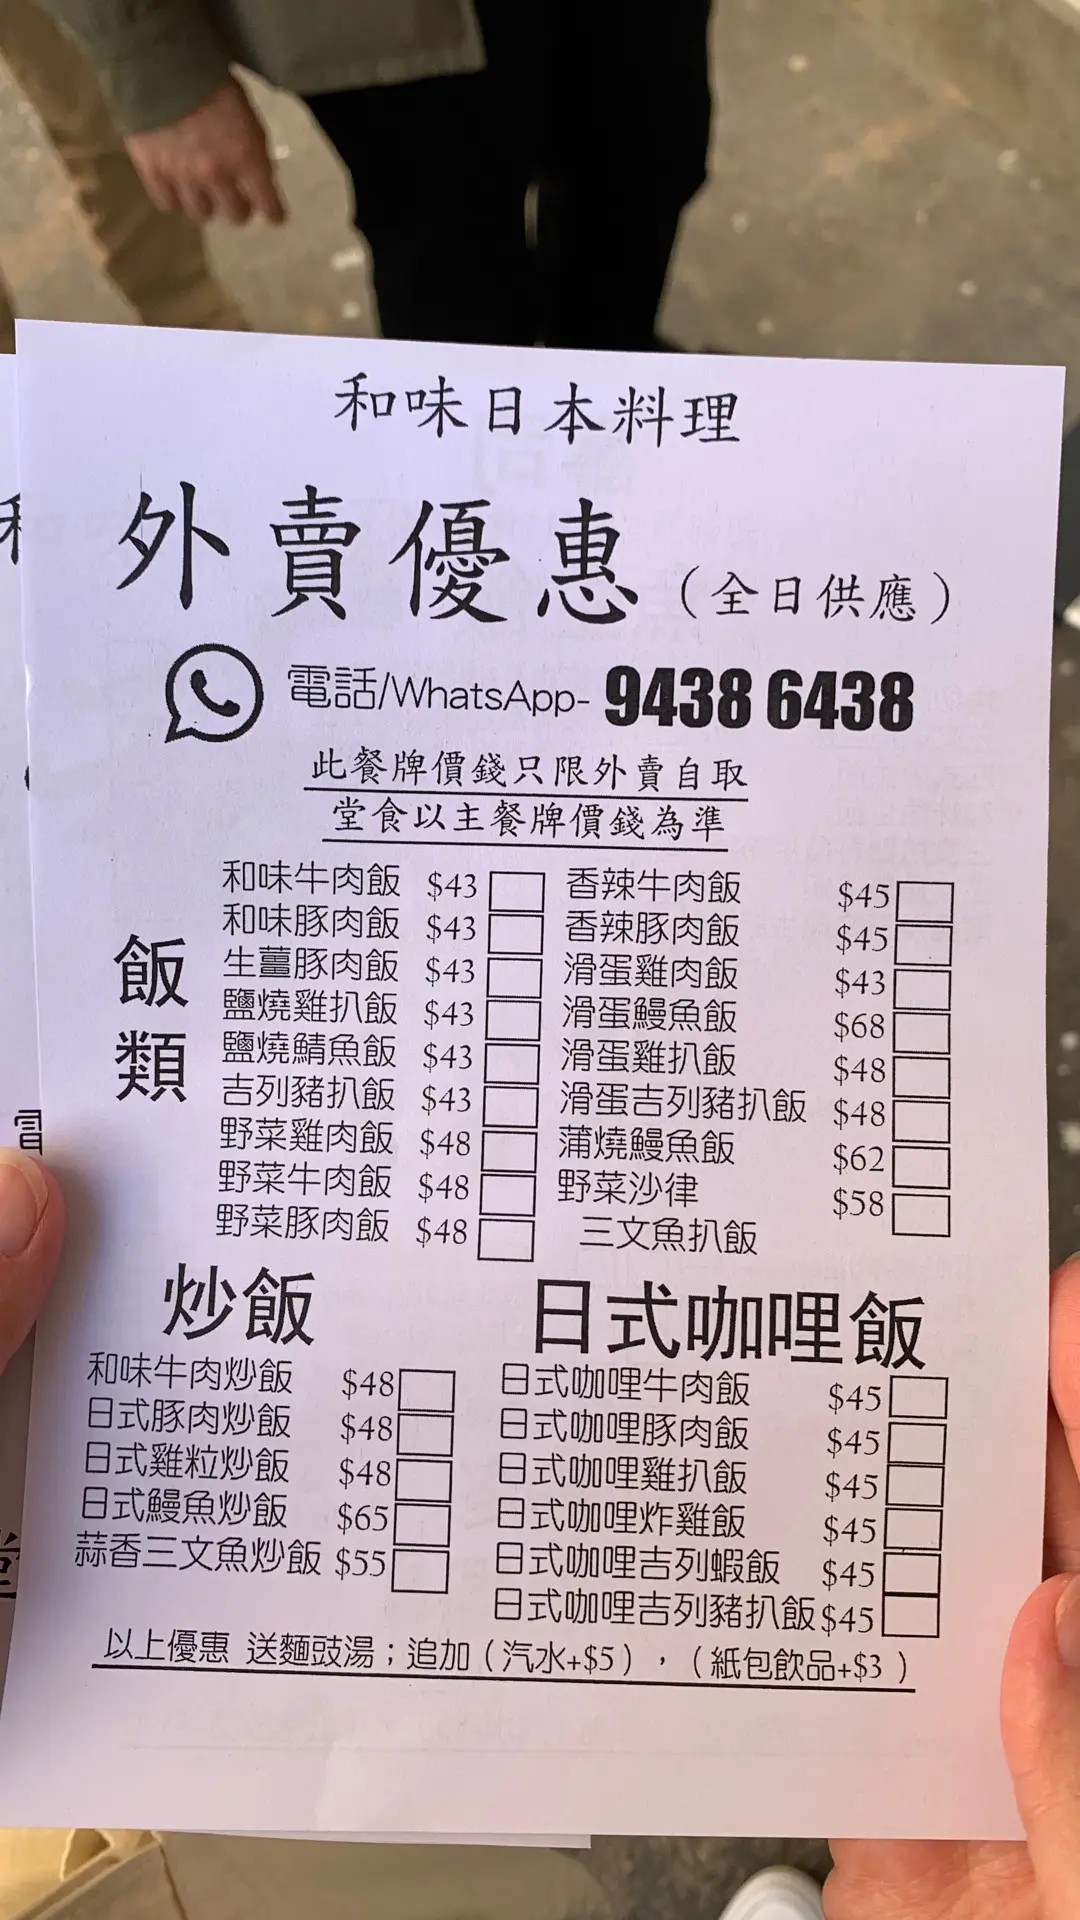 和味日本料理
外賣優惠（全日供應）
電話/WhatsApp- 9438 6438
此餐牌價錢只限外賣自取
堂食以主餐牌價錢為準
飯類
和味牛肉飯 $43
和味豚肉飯 $43
生薑豚肉飯 $43
鹽燒雞扒飯 $43
鹽燒鯖魚飯 $43
吉列豬扒飯 $43
野菜雞肉飯 $48
野菜牛肉飯 $48
野菜豚肉飯 $48
香辣牛肉飯 $45
香辣豚肉飯 $45
滑蛋雞肉飯 $43
滑蛋鰻魚飯 $68
滑蛋雞扒飯 $48
滑蛋吉列豬扒飯 $48
蒲燒鰻魚飯 $62
野菜沙律 $58
三文魚扒飯
炒飯
和味牛肉炒飯 $48
日式豚肉炒飯 $48
日式雞粒炒飯 $48
日式鰻魚炒飯 $65
蒜香三文魚炒飯 $55
日式咖哩飯
日式咖哩牛肉飯 $45
日式咖哩豚肉飯 $45
日式咖哩雞扒飯 $45
日式咖哩炸雞飯 $45
日式咖哩吉列蝦飯 $45
日式咖哩吉列豬扒飯 $45
以上優惠 送麵豉湯；追加（汽水+$5），（紙包飲品+$3）